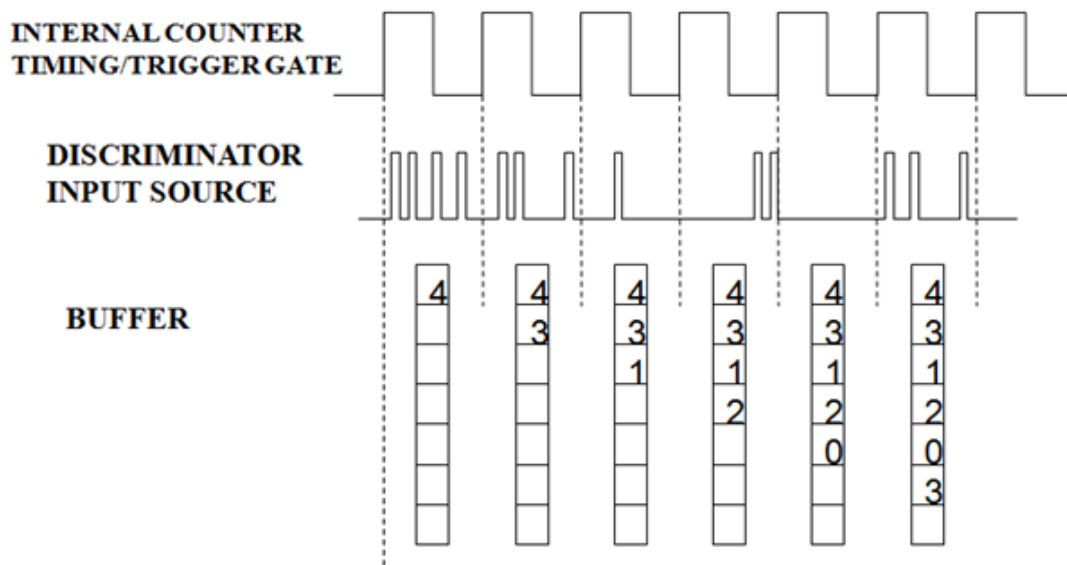 INTERNAL COUNTER
TIMING/TRIGGER GATE
DISCRIMINATOR
INPUT SOURCE
BUFFER
4 4 4 4 4 4
3 3 3 3 3
1 1 1 1
2 2 2
0 0
3